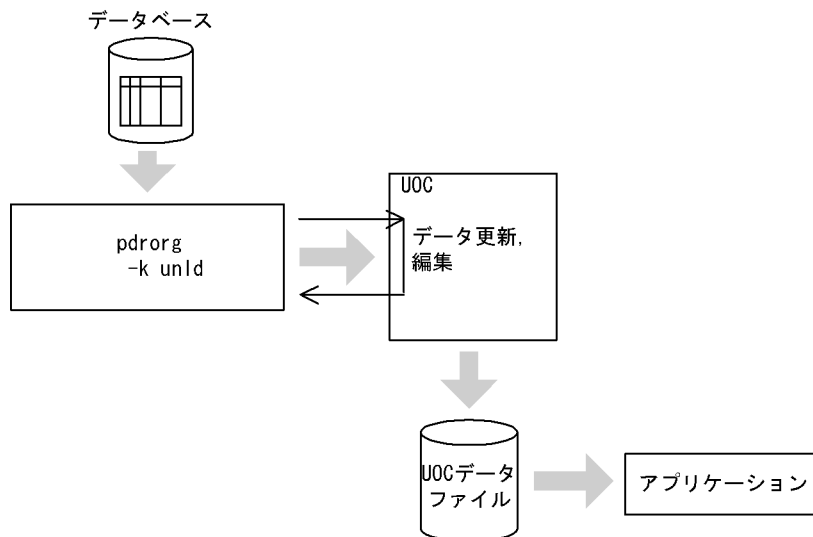 データベース
pdrorg
-k unld
UOC
データ更新,
編集
UOCデータ
ファイル
アプリケーション